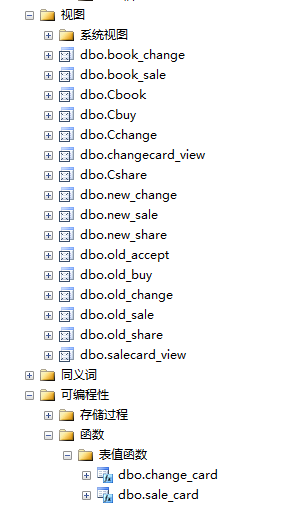 视图
系统视图
dbo.book_change
dbo.book_sale
dbo.Cbook
dbo.Cbuy
dbo.Cchange
dbo.changecard_view
dbo.Cshare
dbo.new_change
dbo.new_sale
dbo.new_share
dbo.old_accept
dbo.old_buy
dbo.old_change
dbo.old_sale
dbo.old_share
dbo.salecard_view
同义词
可编程性
存储过程
函数
表值函数
dbo.change_card
dbo.sale_card